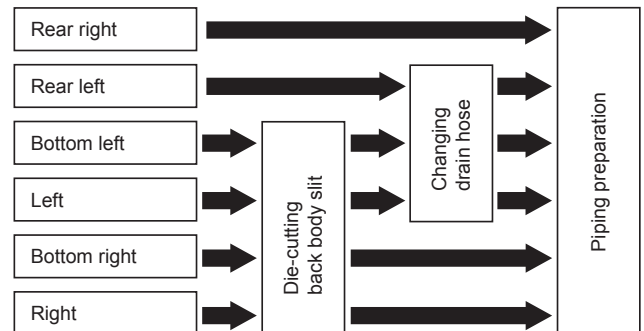 Rear right
Rear left
Bottom left
Left
Bottom right
Right
Die-cutting
back body slit
Changing
drain hose
Piping preparation